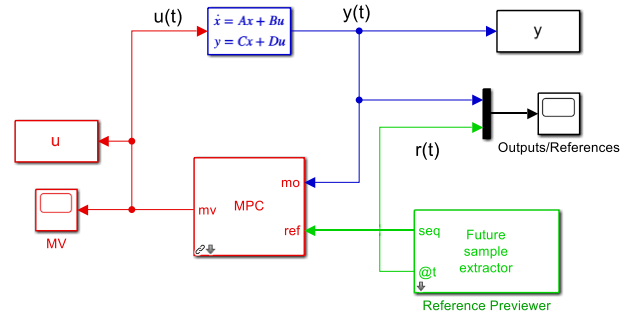 u(t)
y(t)
ẋ = Ax + Bu
y = Cx + Du
y
u
r(t)
Outputs/References
MV
mv
MPC
mo
ref
seq
@t
Future
sample
extractor
Reference Previewer